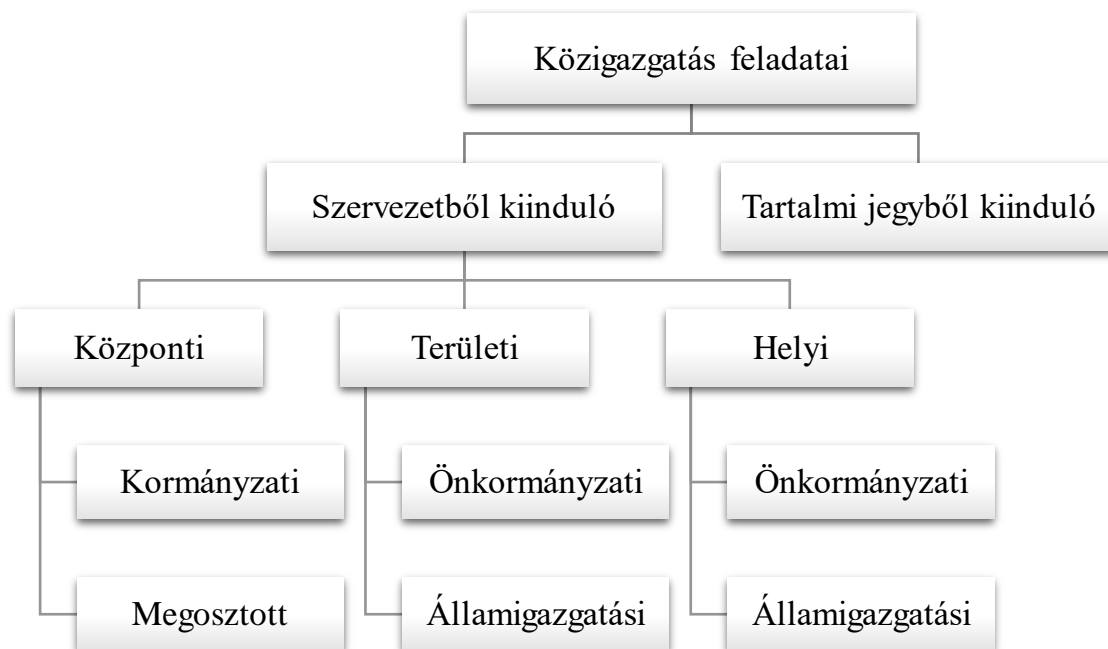 Közigazgatás feladatai
Szervezetből kiinduló
Tartalmi jegyből kiinduló
Központi
Területi
Helyi
Kormányzati
Önkormányzati
Önkormányzati
Megosztott
Államigazgatási
Államigazgatási